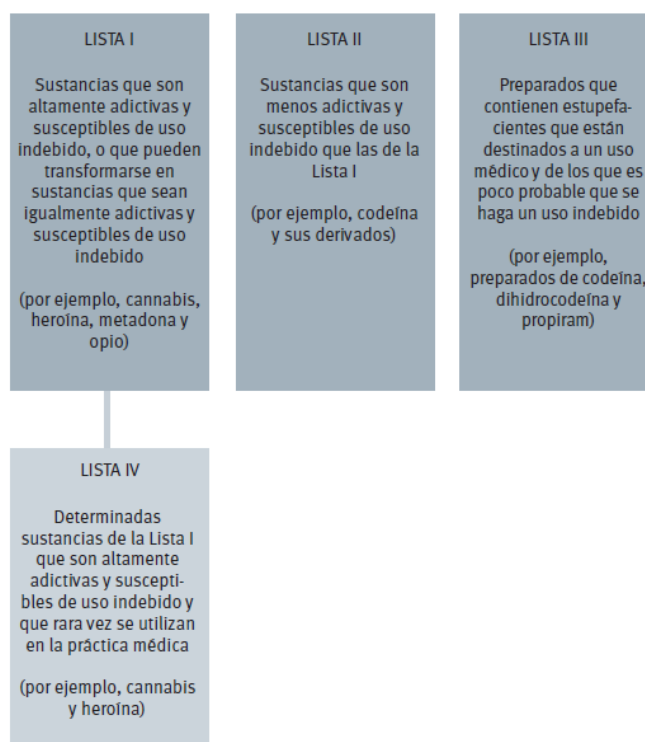 LISTA I
Sustancias que son
altamente adictivas y
susceptibles de uso
indebido, o que pueden
transformarse en
sustancias que sean
igualmente adictivas y
susceptibles de uso
indebido
(por ejemplo, cannabis,
heroína, metadona y
opio)
LISTA II
Sustancias que son
menos adictivas y
susceptibles de uso
indebido que las de la
Lista I
(por ejemplo, codeína
y sus derivados)
LISTA III
Preparados que
contienen estupefa-
cientes que están
destinados a un uso
médico y de los que es
poco probable que se
haga un uso indebido
(por ejemplo,
preparados de codeína,
dihidrocodeína y
propiram)
LISTA IV
Determinadas
sustancias de la Lista I
que son altamente
adictivas y suscepti-
bles de uso indebido y
que rara vez se utilizan
en la práctica médica
(por ejemplo, cannabis
y heroína)